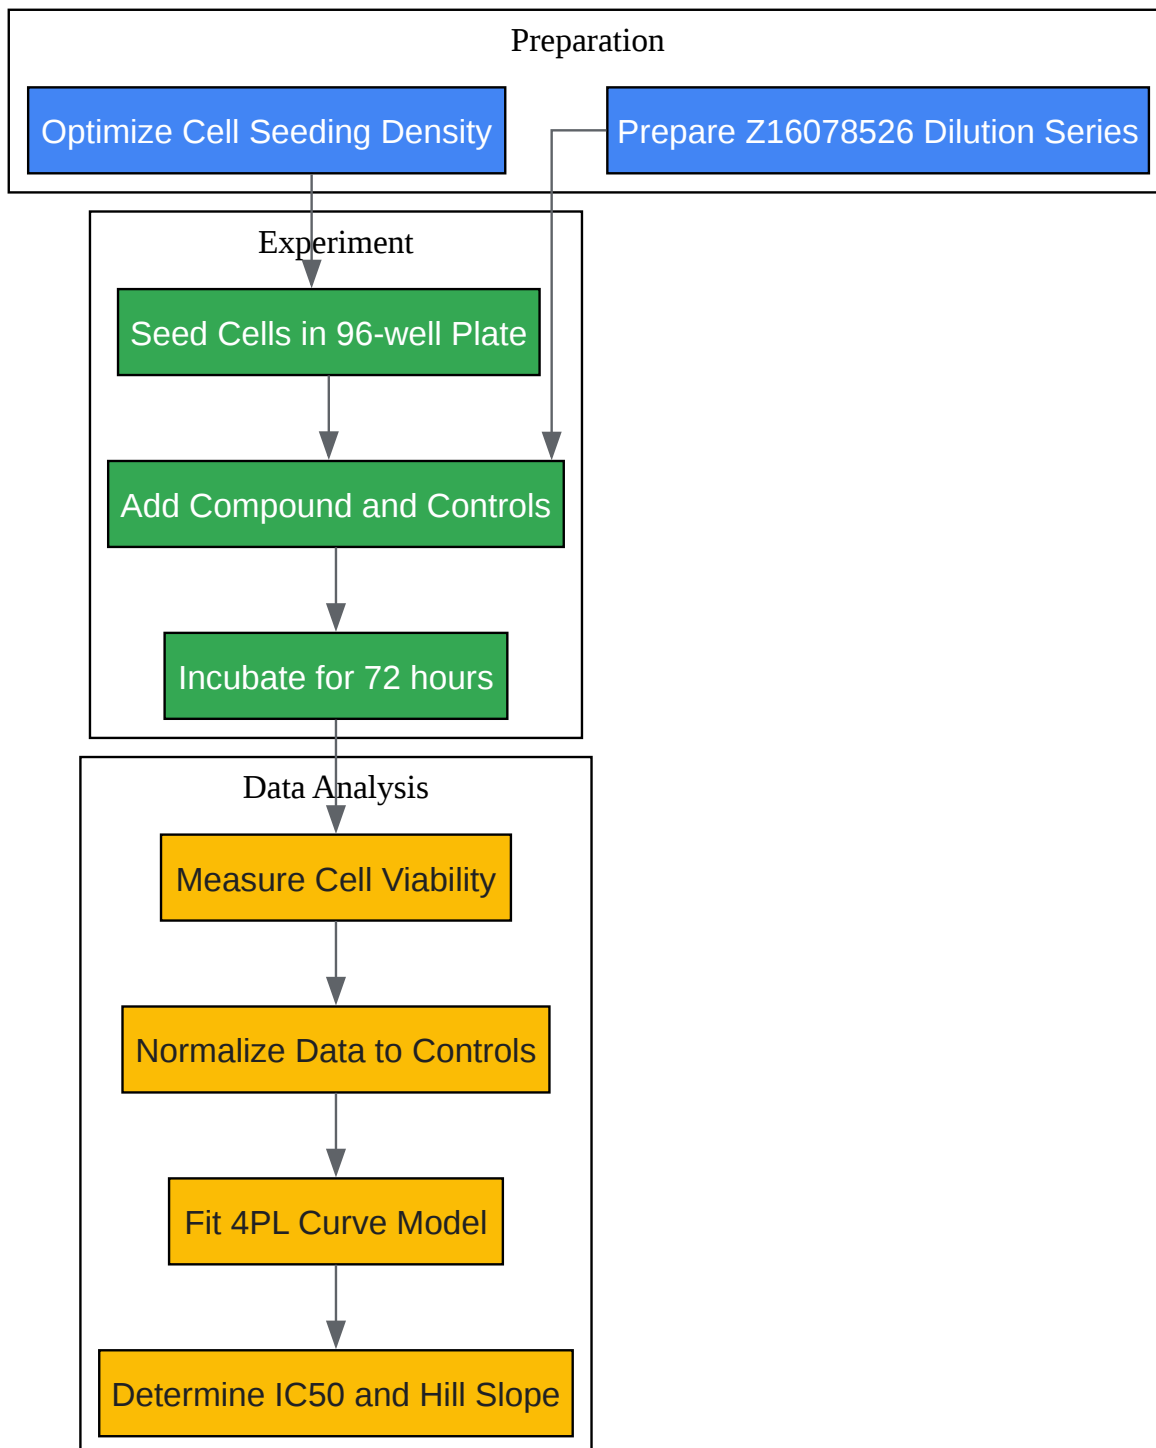 Preparation
Optimize Cell Seeding Density
Prepare Z16078526 Dilution Series
Experiment
Seed Cells in 96-well Plate
Add Compound and Controls
Incubate for 72 hours
Data Analysis
Measure Cell Viability
Normalize Data to Controls
Fit 4PL Curve Model
Determine IC50 and Hill Slope